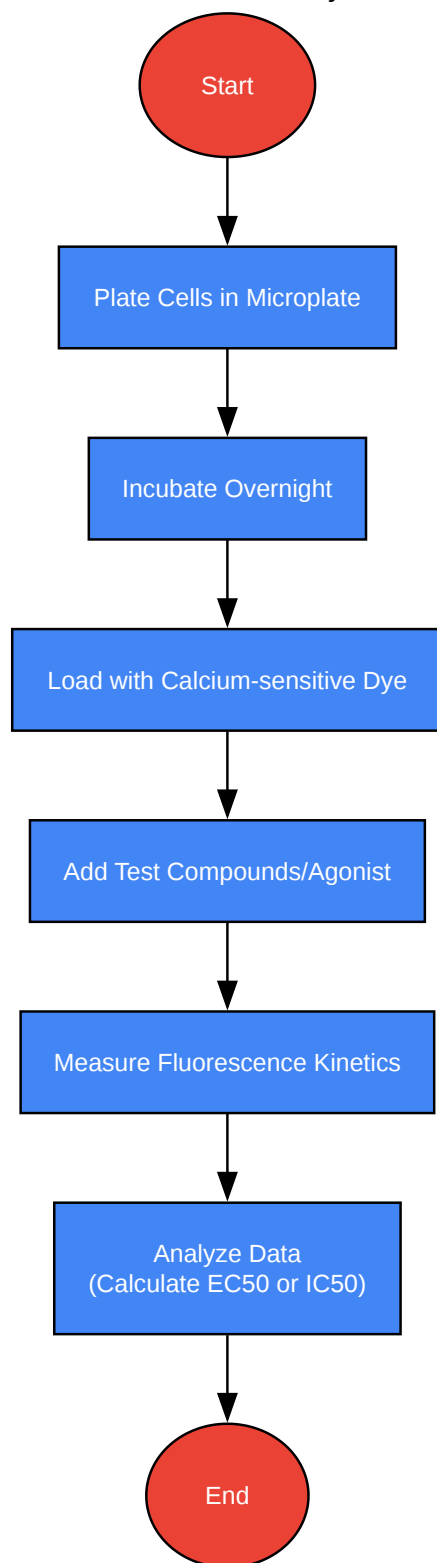 Start
Plate Cells in Microplate
Incubate Overnight
Load with Calcium-sensitive Dye
Add Test Compounds/Agonist
Measure Fluorescence Kinetics
Analyze Data
(Calculate EC50 or IC50)
End